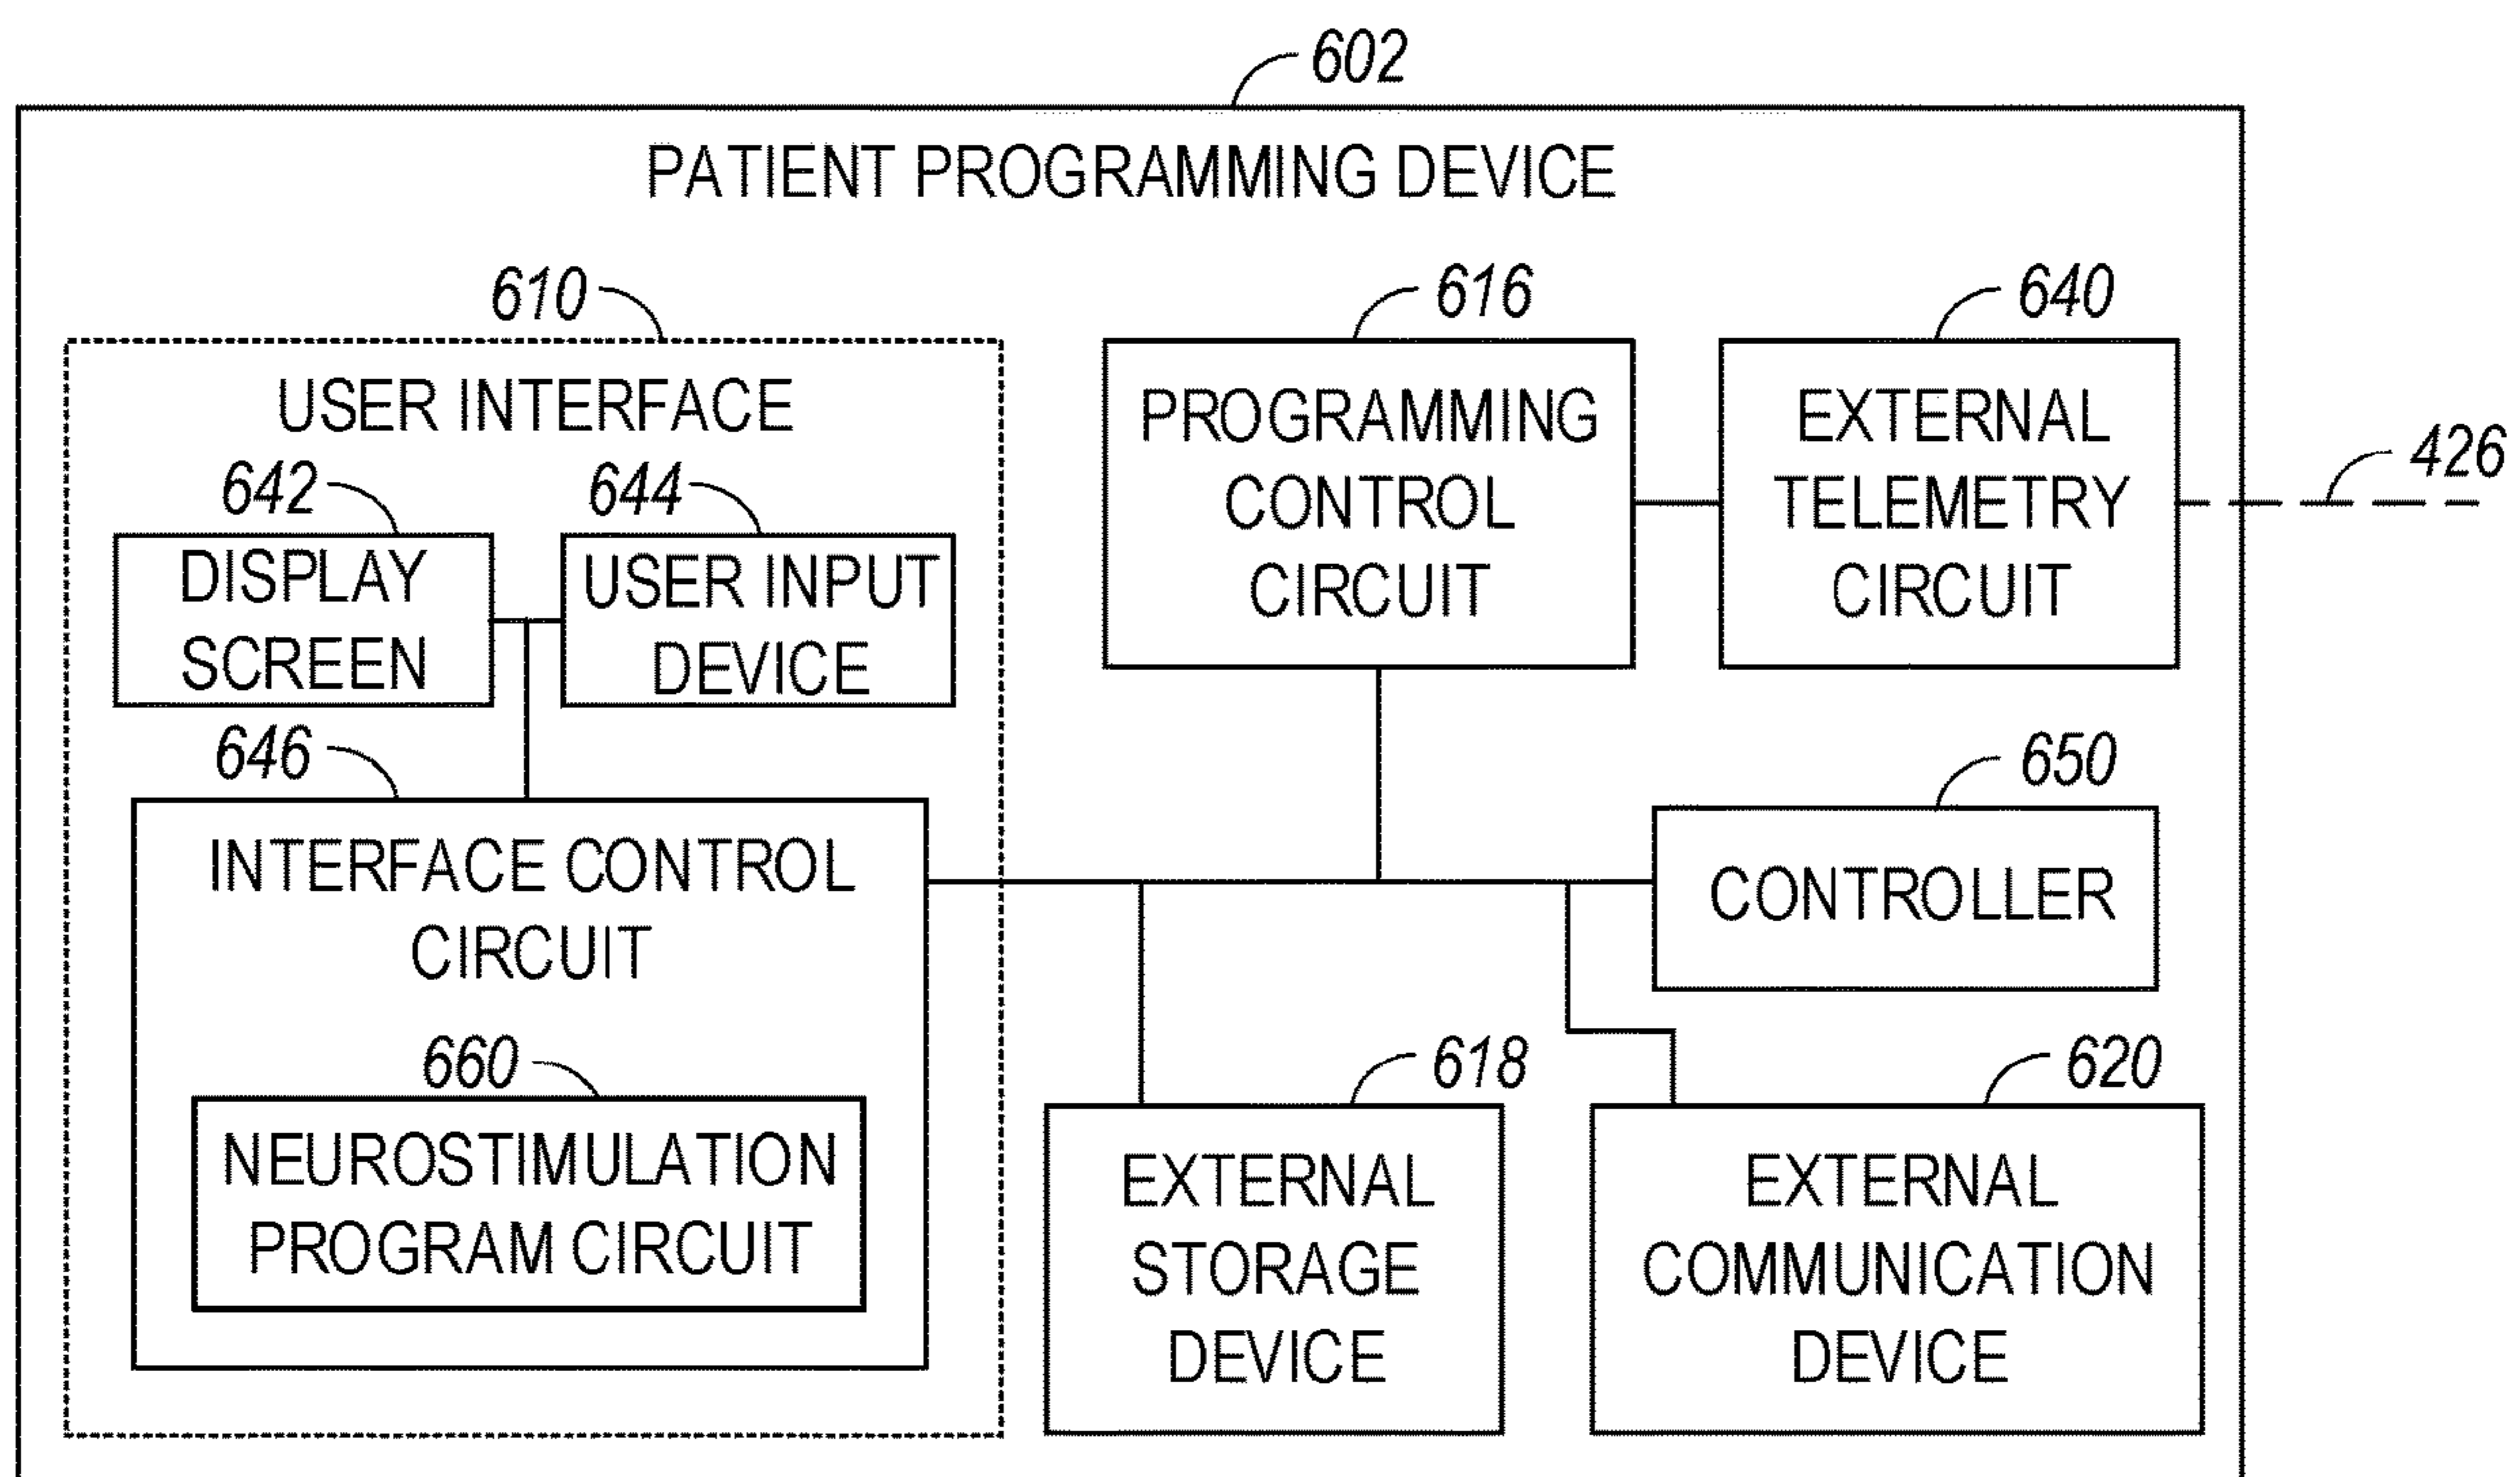 602
PATIENT PROGRAMMING DEVICE
610
USER INTERFACE
642
DISPLAY
SCREEN
644
USER INPUT
DEVICE
646
INTERFACE CONTROL
CIRCUIT
660
NEUROSTIMULATION
PROGRAM CIRCUIT
616
PROGRAMMING
CONTROL
CIRCUIT
640
EXTERNAL
TELEMETRY
CIRCUIT
426
650
CONTROLLER
618
EXTERNAL
STORAGE
DEVICE
620
EXTERNAL
COMMUNICATION
DEVICE